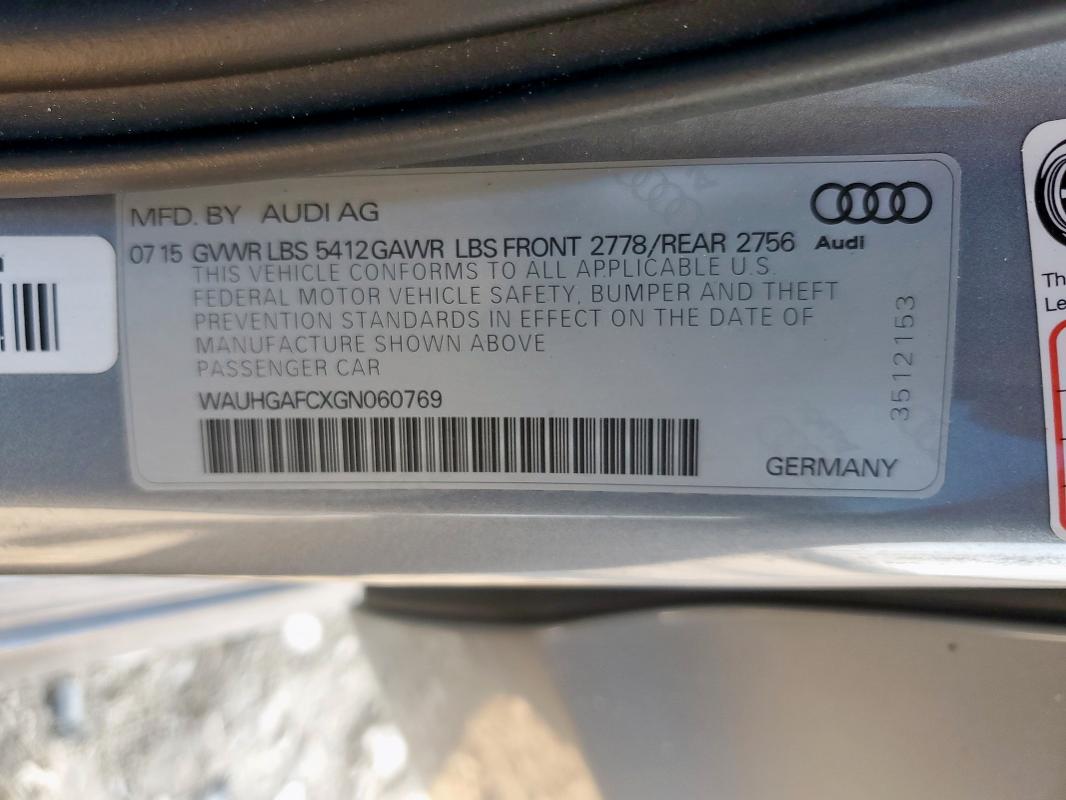 MFD. BY AUDI AG
07 15 GVWR LBS 5412 GAWR LBS FRONT 2778/REAR 2756
Audi
THIS VEHICLE CONFORMS TO ALL APPLICABLE U.S.
FEDERAL MOTOR VEHICLE SAFETY, BUMPER AND THEFT
PREVENTION STANDARDS IN EFFECT ON THE DATE OF
MANUFACTURE SHOWN ABOVE
PASSENGER CAR
WAUHGAFCXGN060769
GERMANY
3512153
Th
Le